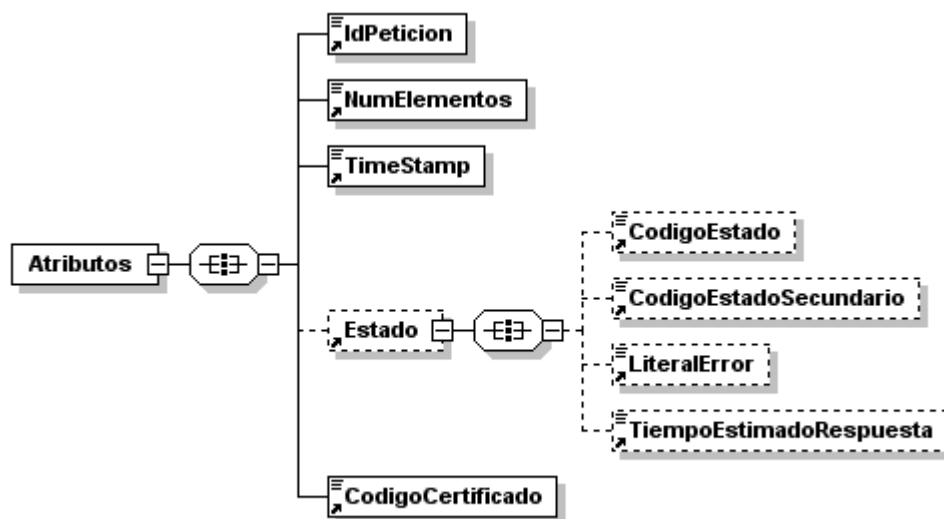 IdPeticion
NumElementos
TimeStamp
Atributos
Estado
CodigoEstado
CodigoEstadoSecundario
LiteralError
TiempoEstimadoRespuesta
CodigoCertificado